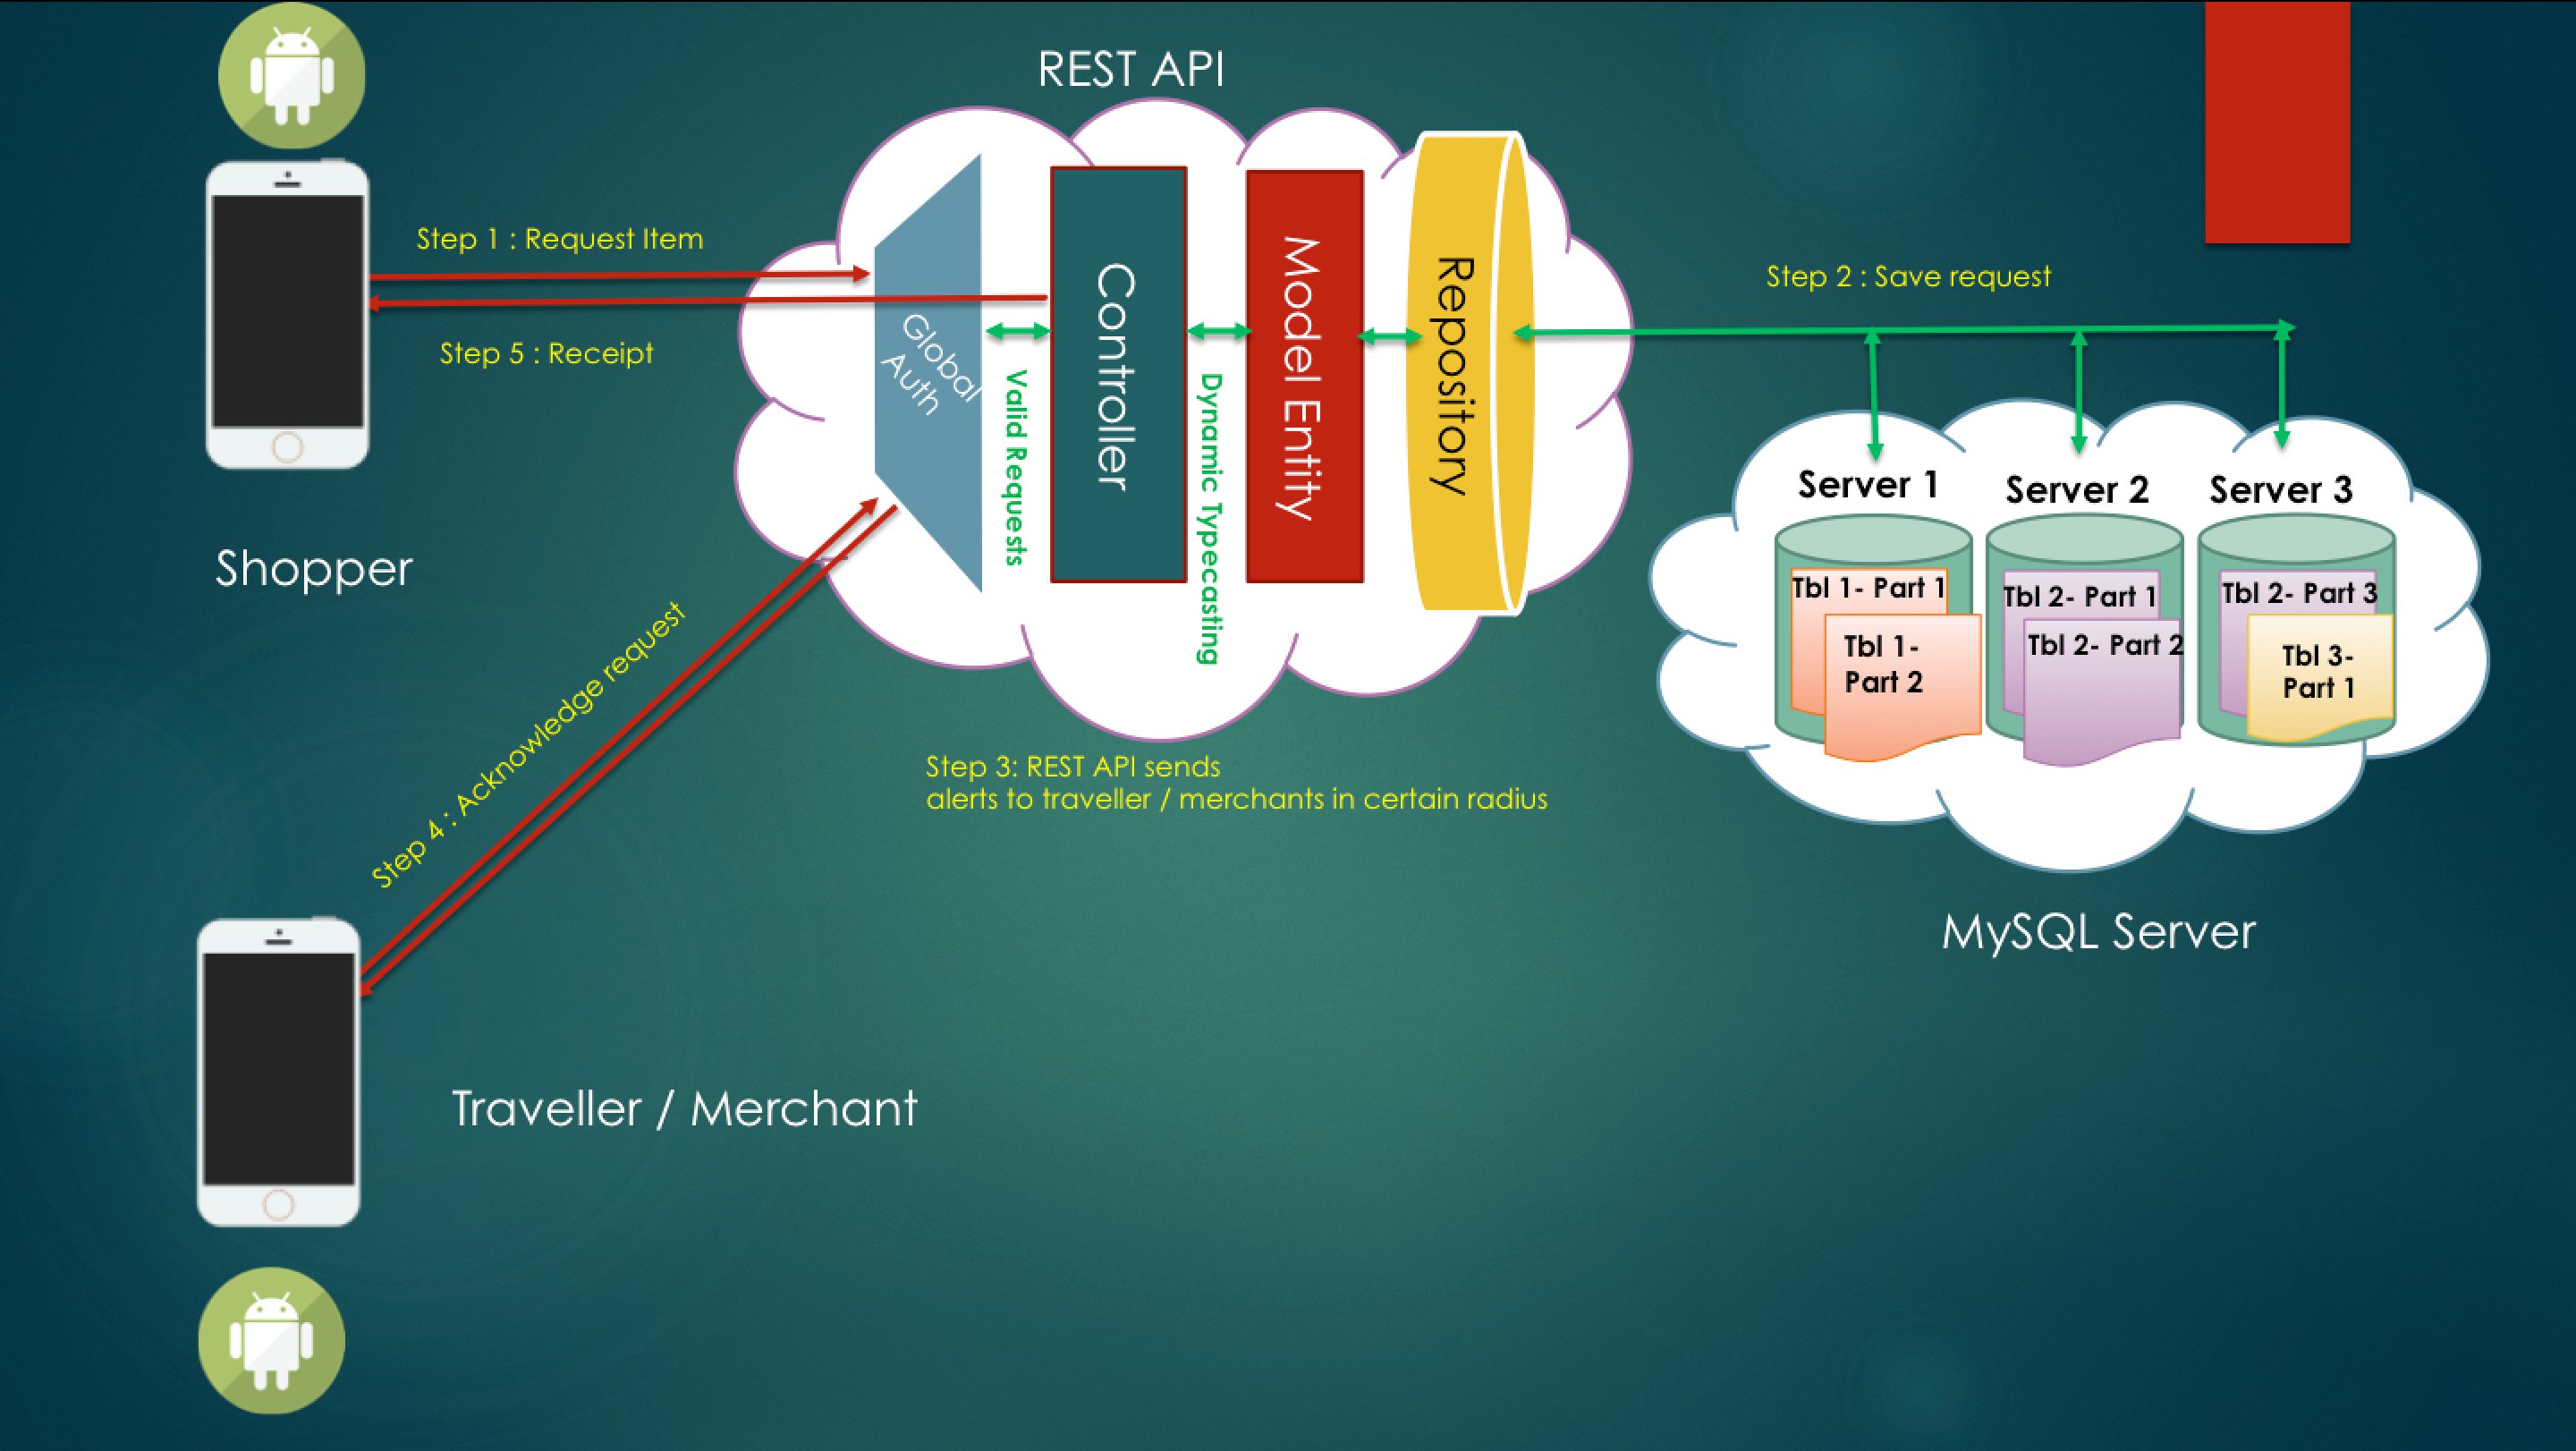 REST API
Step 1 : Request Item
Step 5 : Receipt
Shopper
Global
Auth
Valid Requests
Controller
Dynamic Typecasting
Model Entity
Repository
Step 2 : Save request
Server 1
Server 2
Server 3
Tbl 1- Part 1
Tbl 1-
Part 2
Tbl 2- Part 1
Tbl 2- Part 2
Tbl 2- Part 3
Tbl 3-
Part 1
MySQL Server
Step 3: REST API sends
alerts to traveller / merchants in certain radius
Step 4 : Acknowledge request
Traveller / Merchant